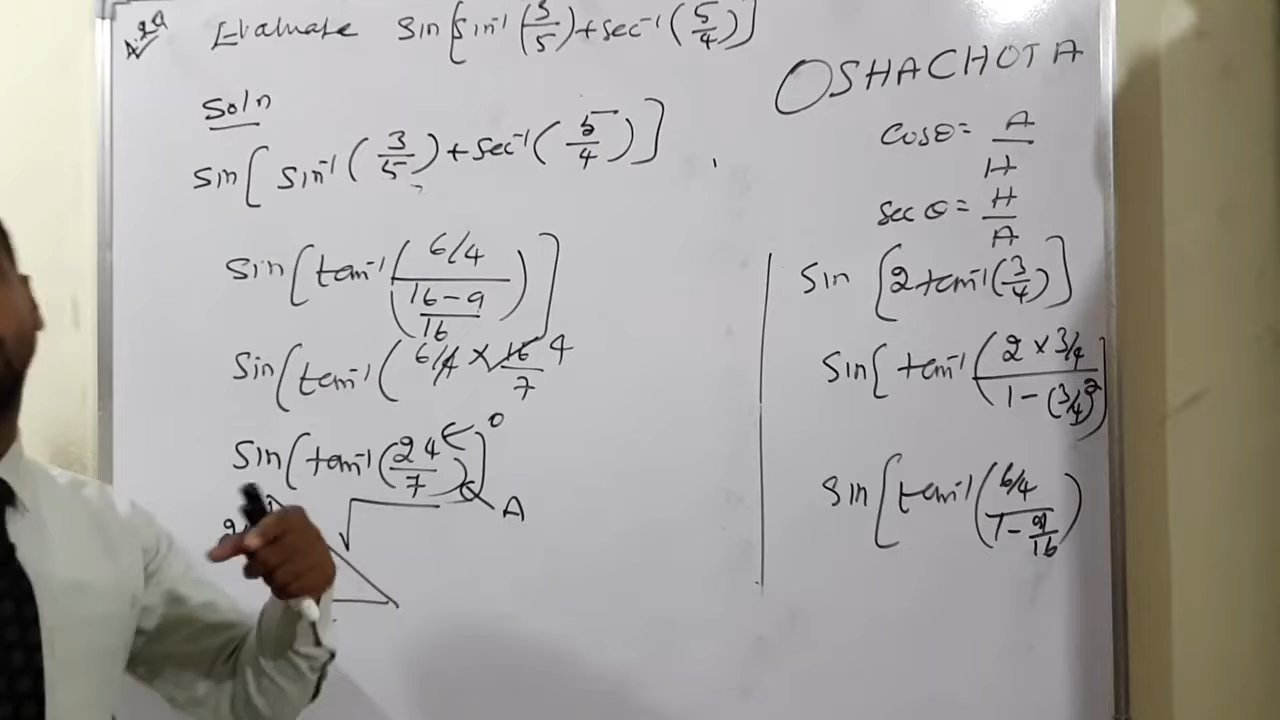 4.29 Evaluate Sin[Sin⁻¹(3/5)+sec⁻¹(5/4)]
Soln
Sin[Sin⁻¹(3/5)+sec⁻¹(5/4)]
Sin[tan⁻¹((6/4)/((16-9)/16))]
Sin(tan⁻¹(6/4×16/7 4
Sin(tan⁻¹(24/7)] O
A
OSHACHOTA
cosθ= A/H
secθ= H/A
Sin[2tan⁻¹(3/4)]
Sin[tan⁻¹((2×3/4)/(1-(3/4)²)]
Sin[tan⁻¹((6/4)/(1-9/16))